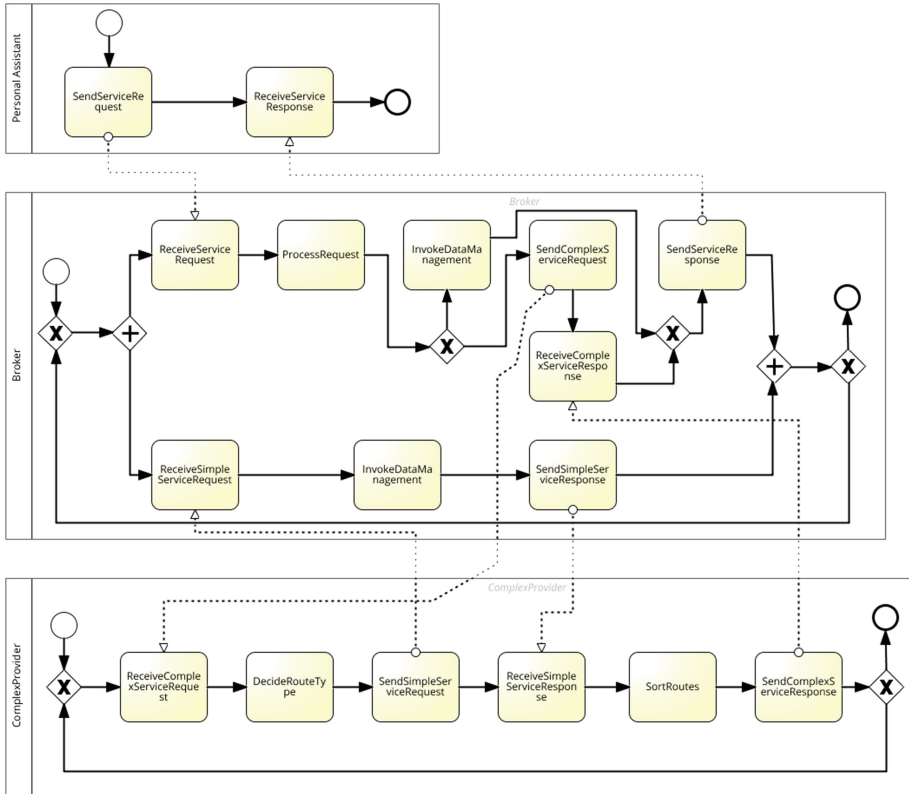 Personal Assistant
SendServiceRe
quest
ReceiveService
Response
Broker
Broker
ReceiveService
Request
ProcessRequest
InvokeDataMa
nagement
SendComplexS
erviceRequest
SendServiceRe
sponse
X
+
X
X
ReceiveComple
xServiceRespo
nse
+
X
ReceiveSimple
ServiceRequest
InvokeDataMa
nagement
SendSimpleSer
viceResponse
ComplexProvider
ComplexProvider
X
ReceiveComple
xServiceReque
st
DecideRouteTy
pe
SendSimpleSer
viceRequest
ReceiveSimple
ServiceRespon
se
SortRoutes
SendComplexS
erviceResponse
X